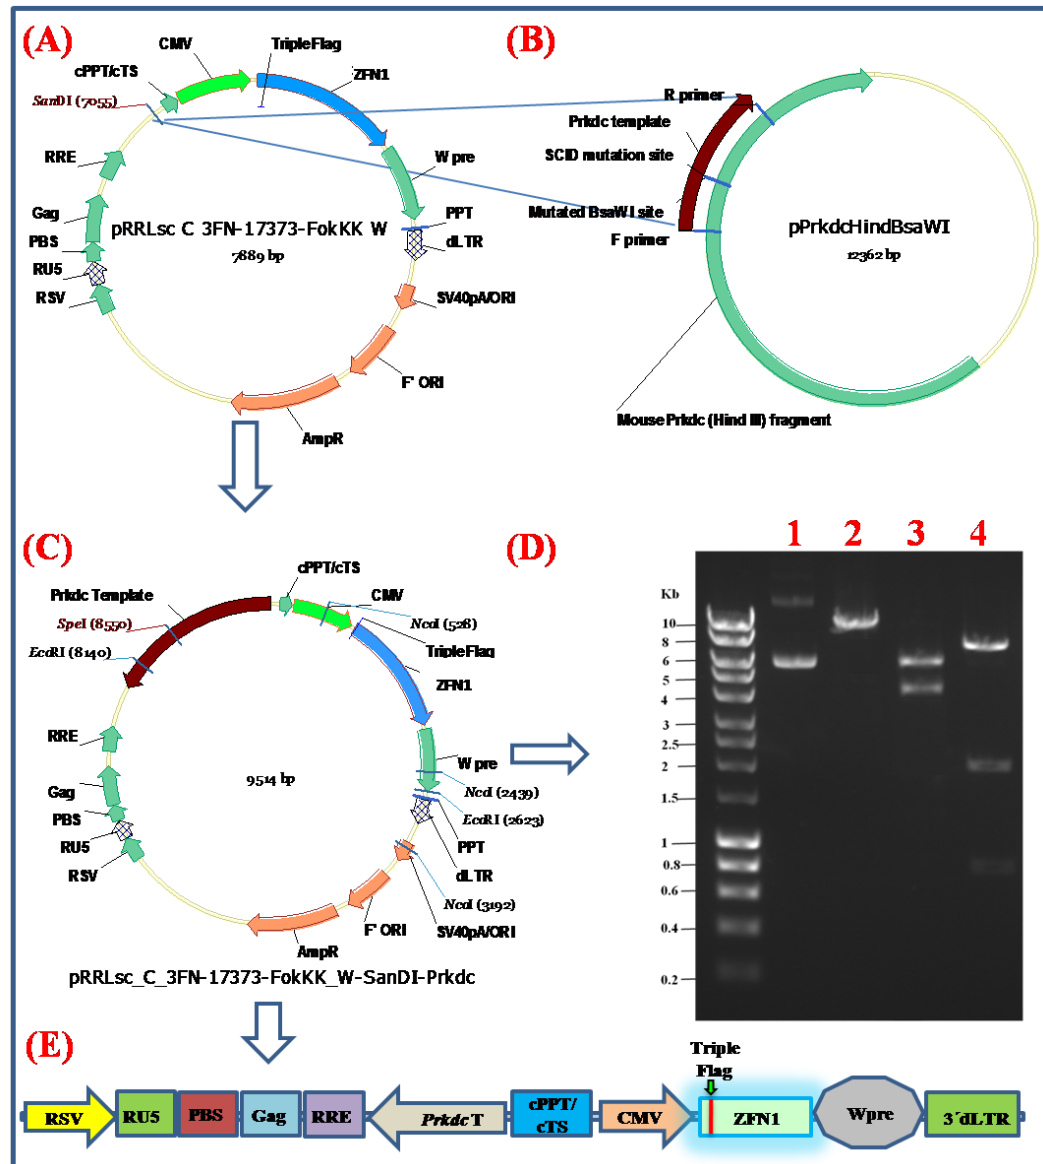 (A)
CMV
TripleFlag
ZFN1
cPPT/cTS
SanDI (7055)
RRE
W pre
Gag
pRRLsc C 3FN-17373-FokKK W
7889 bp
PPT
dLTR
PBS
RU5
RSV
SV40pA/ORI
F' ORI
AmpR
(B)
R primer
Prkdc template
SCID mutation site
Mutated BsaWI site
F primer
pPrkdcHindBsaWI
12362 bp
Mouse Prkdc (Hind III) fragment
(C)
cPPT/cTS
Prkdc Template
CMV
SpeI (8550)
NcoI (528)
EcoRI (8140)
TripleFlag
ZFN1
RRE
W pre
9514 bp
Gag
NcoI (2439)
PBS
EcoRI (2623)
RU5
PPT
RSV
dLTR
NcoI (3192)
F' ORI
SV40pA/ORI
AmpR
pRRLsc_C_3FN-17373-FokKK_W-SanDI-Prkdc
(D)
1 2 3 4
Kb
10
8
6
5
4
3
2.5
2
1.5
1
0.8
0.6
0.4
0.2
(E)
Triple
Flag
RSV
RU5
PBS
Gag
RRE
Prkdc T
cPPT/
cTS
CMV
ZFN1
Wpre
3´dLTR